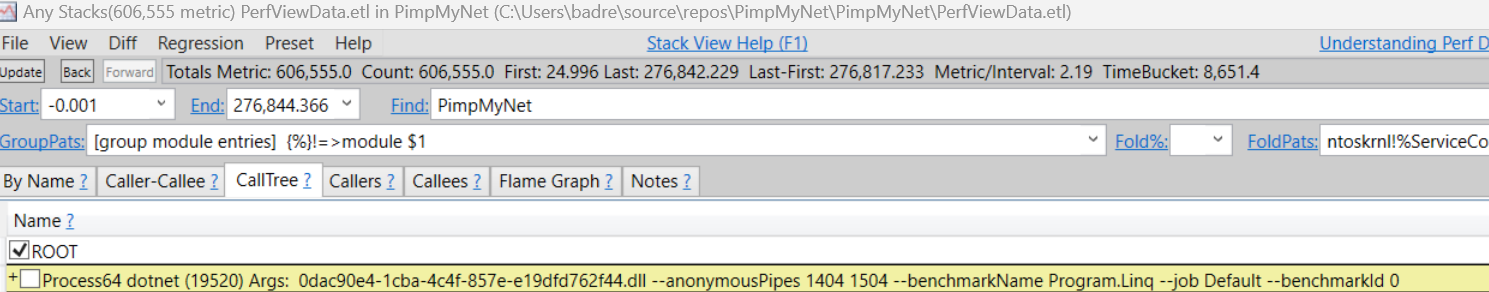 Any Stacks(606,555 metric) PerfViewData.etl in PimpMyNet (C:\Users\badre\source\repos\PimpMyNet\PimpMyNet\PerfViewData.etl)
File View Diff Regression Preset Help Stack View Help (F1) Understanding Perf D
Update Back Forward Totals Metric: 606,555.0 Count: 606,555.0 First: 24.996 Last: 276,842.229 Last-First: 276,817.233 Metric/Interval: 2.19 TimeBucket: 8,651.4
Start: -0.001 End: 276,844.366 Find: PimpMyNet
GroupPats: [group module entries] {%}!=>module $1 Fold%: FoldPats: ntoskrnl!%ServiceCo
By Name ? Caller-Callee ? CallTree ? Callers ? Callees ? Flame Graph ? Notes ?
Name ?
ROOT
+ Process64 dotnet (19520) Args: 0dac90e4-1cba-4c4f-857e-e19dfd762f44.dll --anonymousPipes 1404 1504 --benchmarkName Program.Linq --job Default --benchmarkId 0